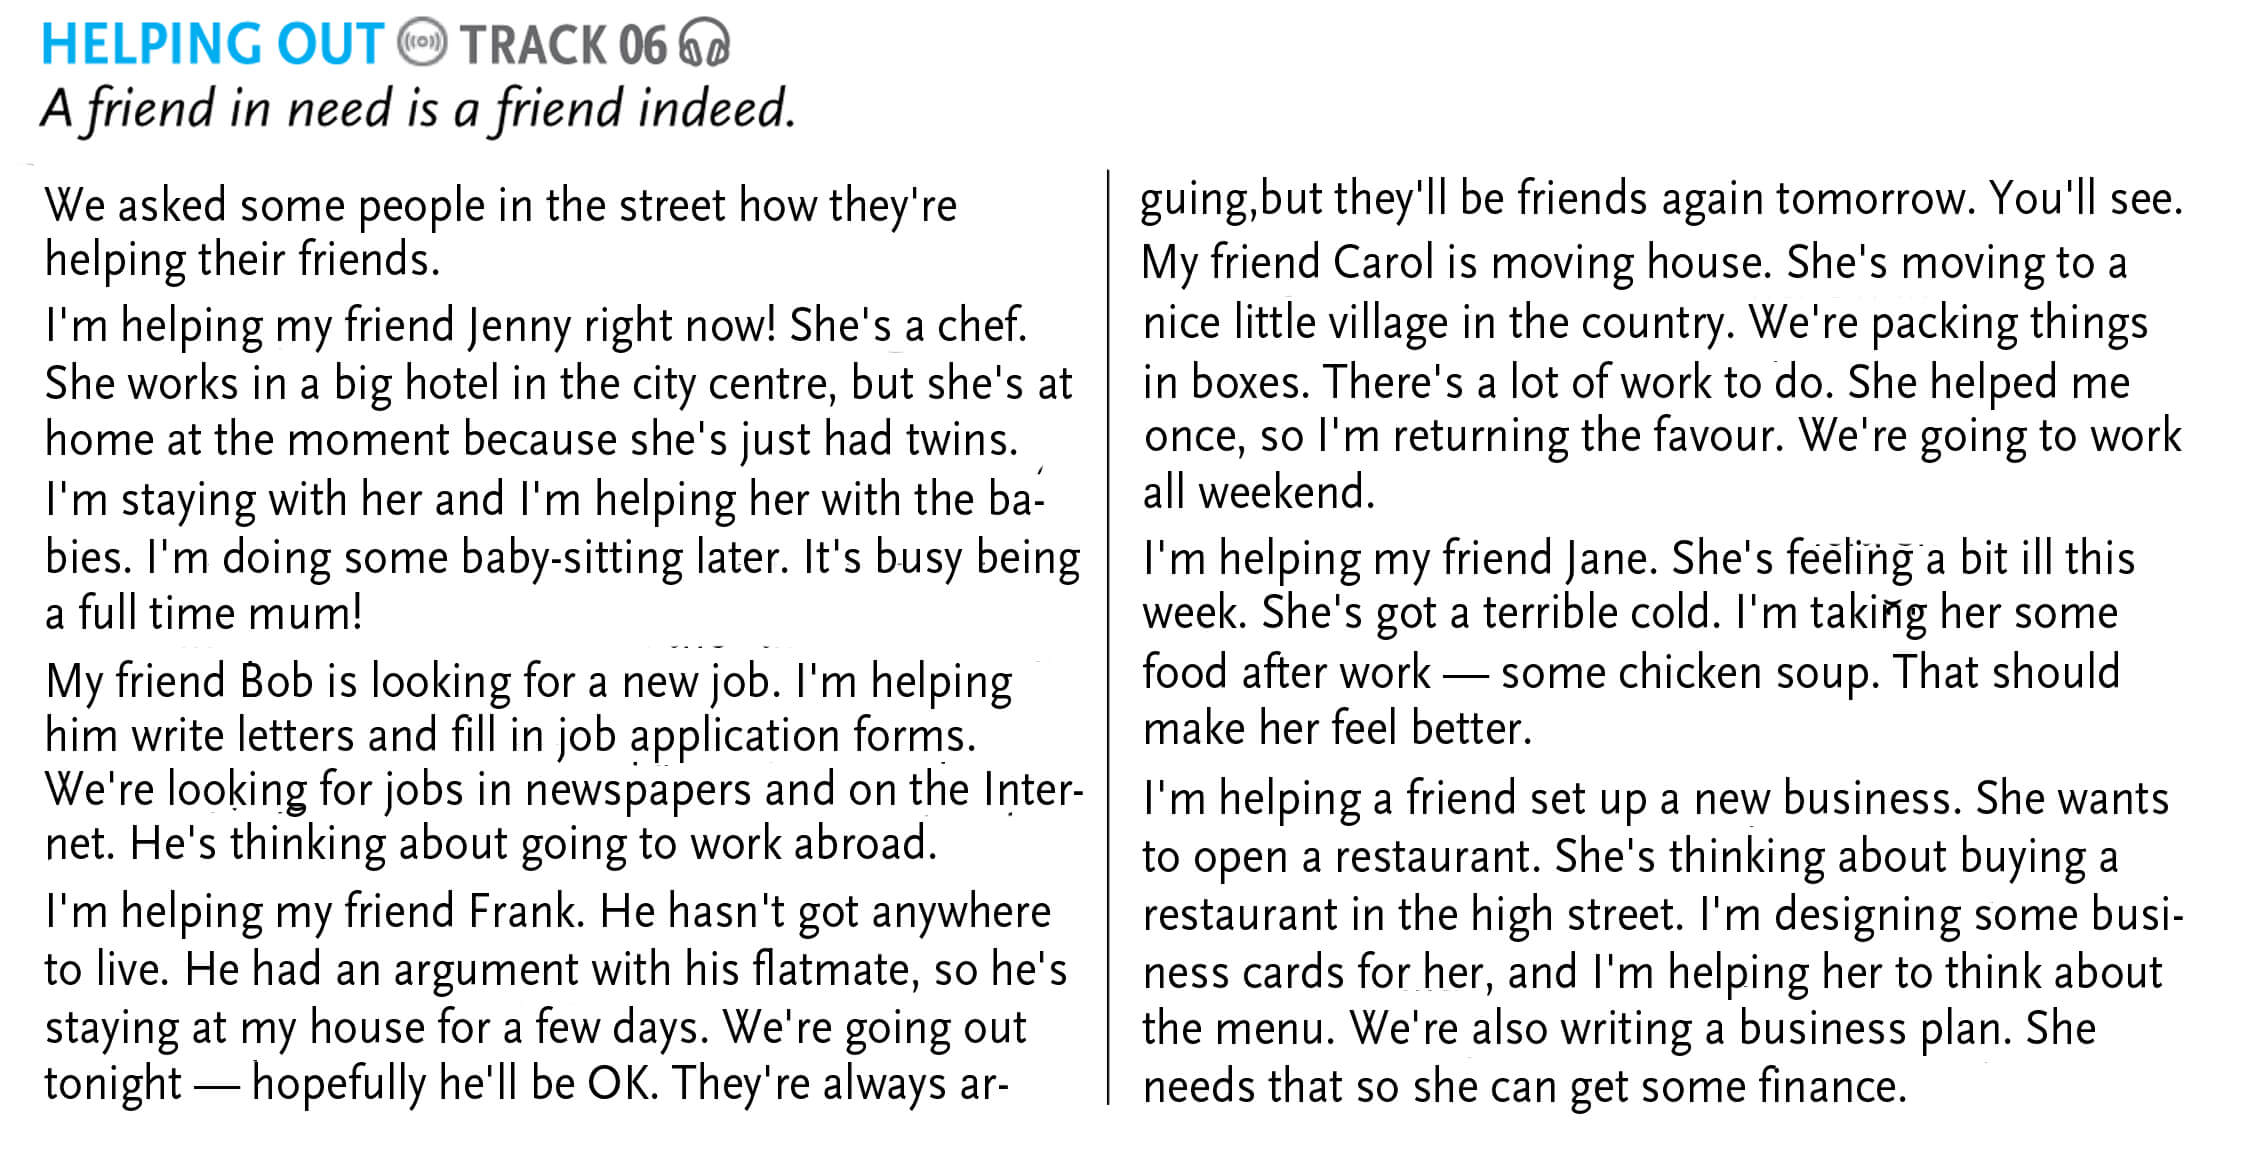 HELPING OUT TRACK 06
A friend in need is a friend indeed.
We asked some people in the street how they're
helping their friends.
I'm helping my friend Jenny right now! She's a chef.
She works in a big hotel in the city centre, but she's at
home at the moment because she's just had twins.
I'm staying with her and I'm helping her with the ba-
bies. I'm doing some baby-sitting later. It's busy being
a full time mum!
My friend Bob is looking for a new job. I'm helping
him write letters and fill in job application forms.
We're looking for jobs in newspapers and on the Inter-
net. He's thinking about going to work abroad.
I'm helping my friend Frank. He hasn't got anywhere
to live. He had an argument with his flatmate, so he's
staying at my house for a few days. We're going out
tonight — hopefully he'll be OK. They're always ar-
guing,but they'll be friends again tomorrow. You'll see.
My friend Carol is moving house. She's moving to a
nice little village in the country. We're packing things
in boxes. There's a lot of work to do. She helped me
once, so I'm returning the favour. We're going to work
all weekend.
I'm helping my friend Jane. She's feeling a bit ill this
week. She's got a terrible cold. I'm taking her some
food after work — some chicken soup. That should
make her feel better.
I'm helping a friend set up a new business. She wants
to open a restaurant. She's thinking about buying a
restaurant in the high street. I'm designing some busi-
ness cards for her, and I'm helping her to think about
the menu. We're also writing a business plan. She
needs that so she can get some finance.